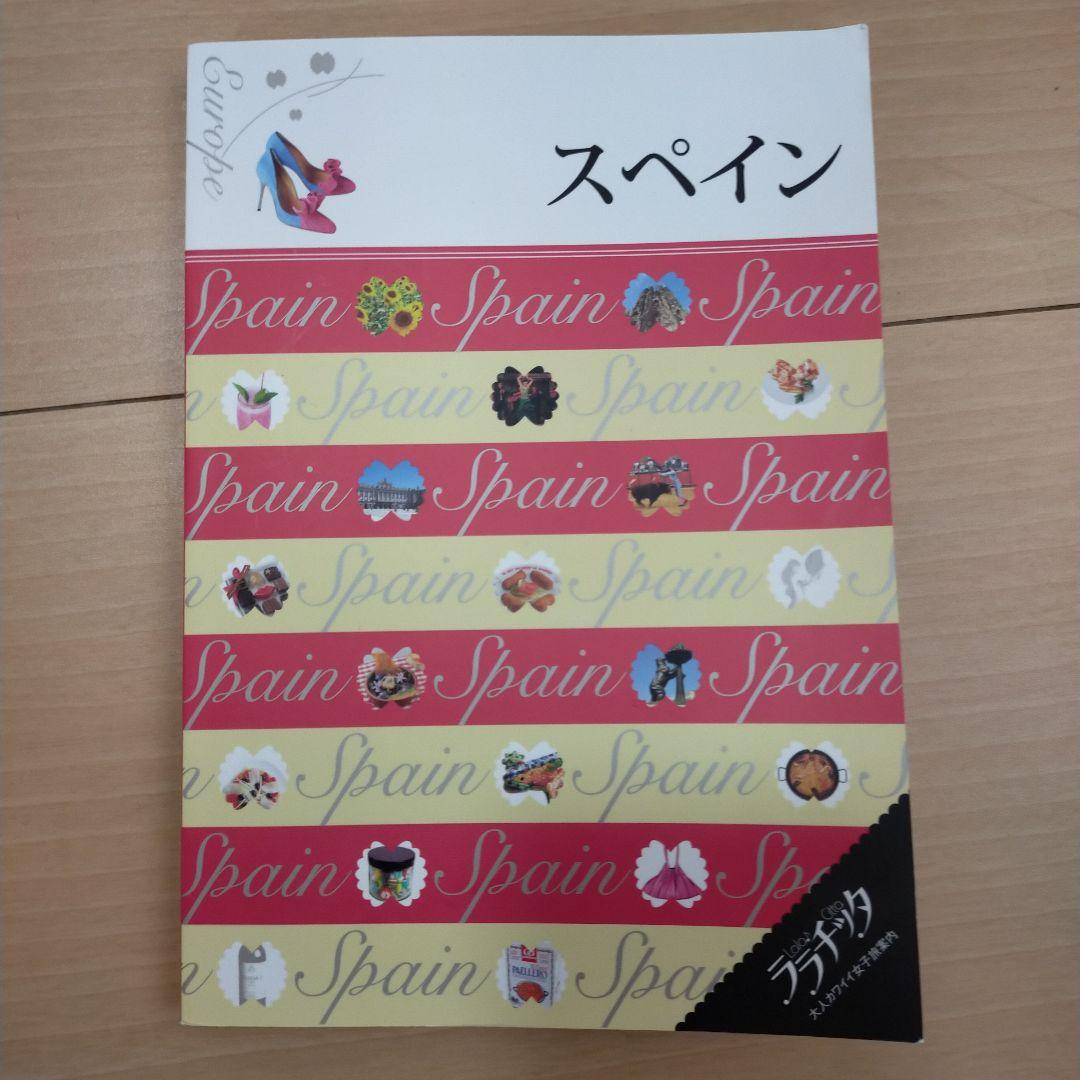 Europe
スペイン
Spain Spain Spain
Spain Spain
Spain Spain Spain
Spain Spain
Spain Spain Spain
Spain Spain
Spain Spain Sp
Spain Spain
PAELLERO
Lala♪ Citta
ララチッタ
大人カワイイ女子旅案内